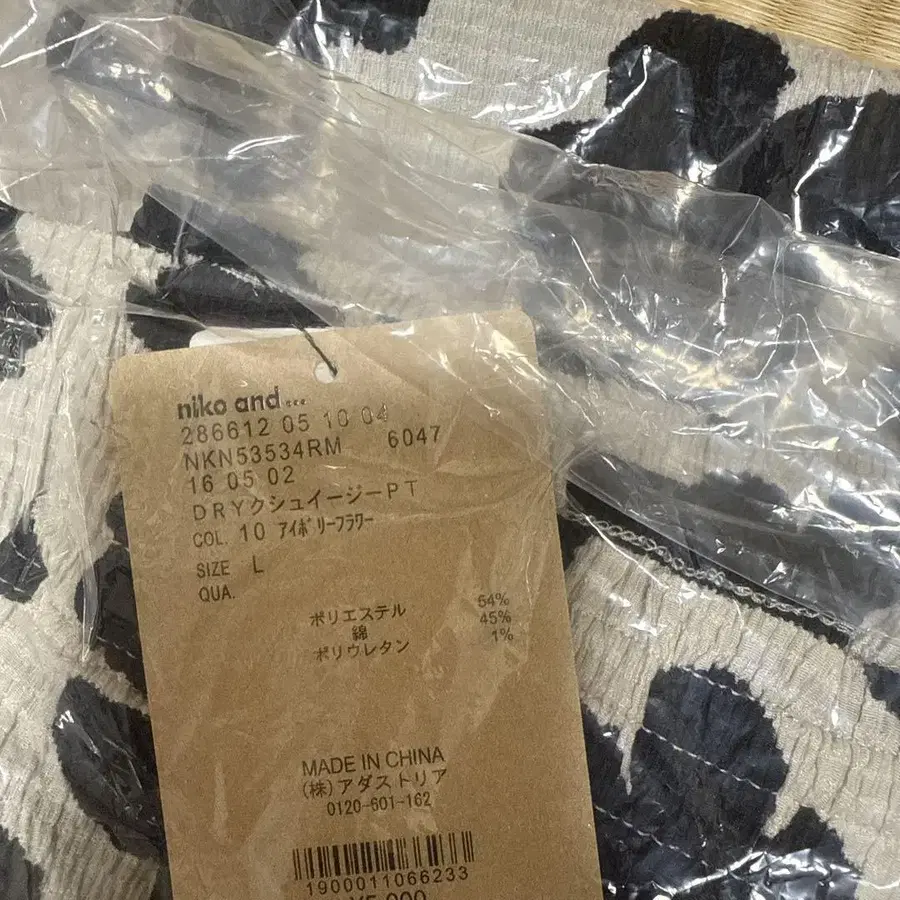 niko and...
286612 05 10 04
NKN53534RM 6047
16 05 02
DRYクシュイージーPT
COL. 10 ｱｲﾎﾞﾘｰﾌﾗﾜｰ
SIZE L
QUA.
ポリエステル 54%
綿 45%
ポリウレタン 1%
MADE IN CHINA
(株)アダストリア
0120-601-162
1900011066233